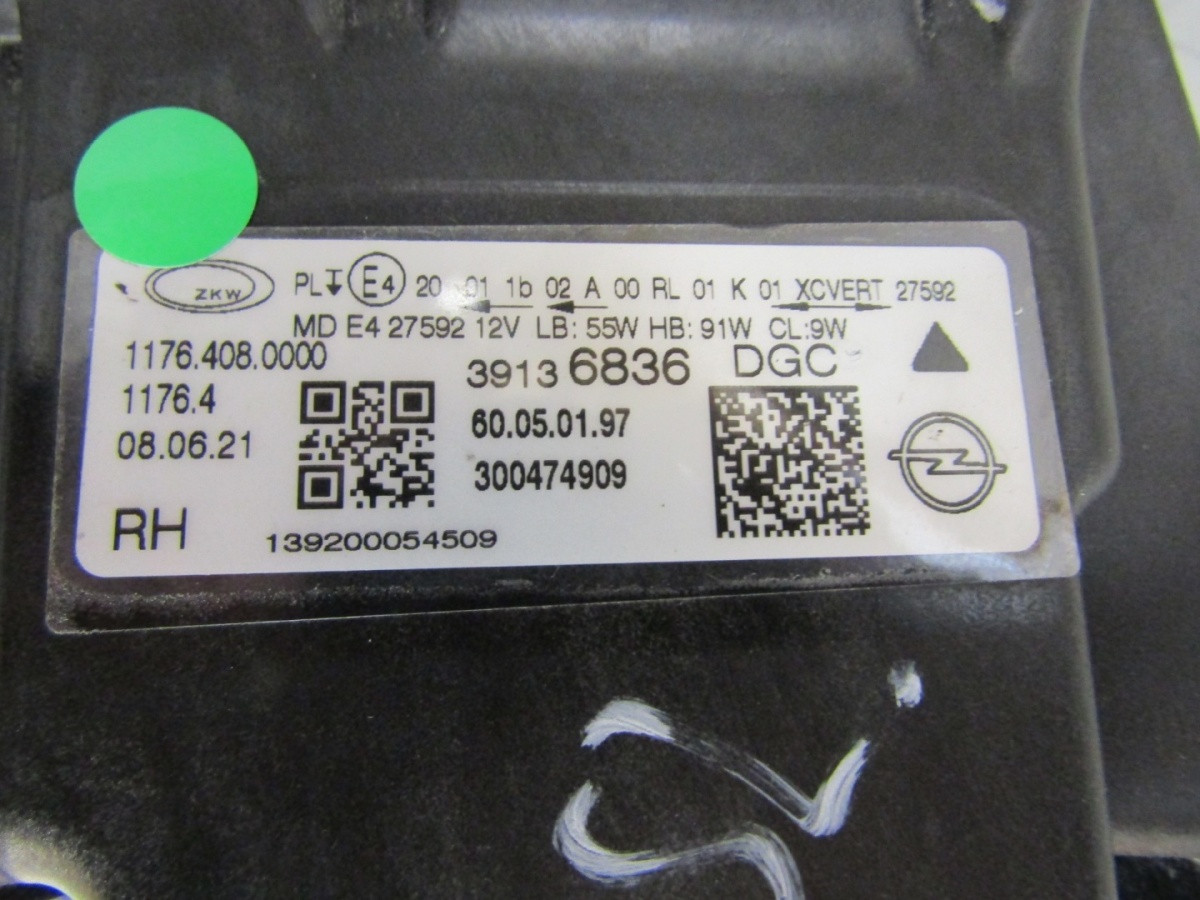 ZKW PL E4 20 01 1b 02 A 00 RL 01 K 01 XCVERT 27592
MD E4 27592 12V LB: 55W HB: 91W CL:9W
1176.408.0000
39136836 DGC
1176.4
60.05.01.97
08.06.21
300474909
RH
139200054509